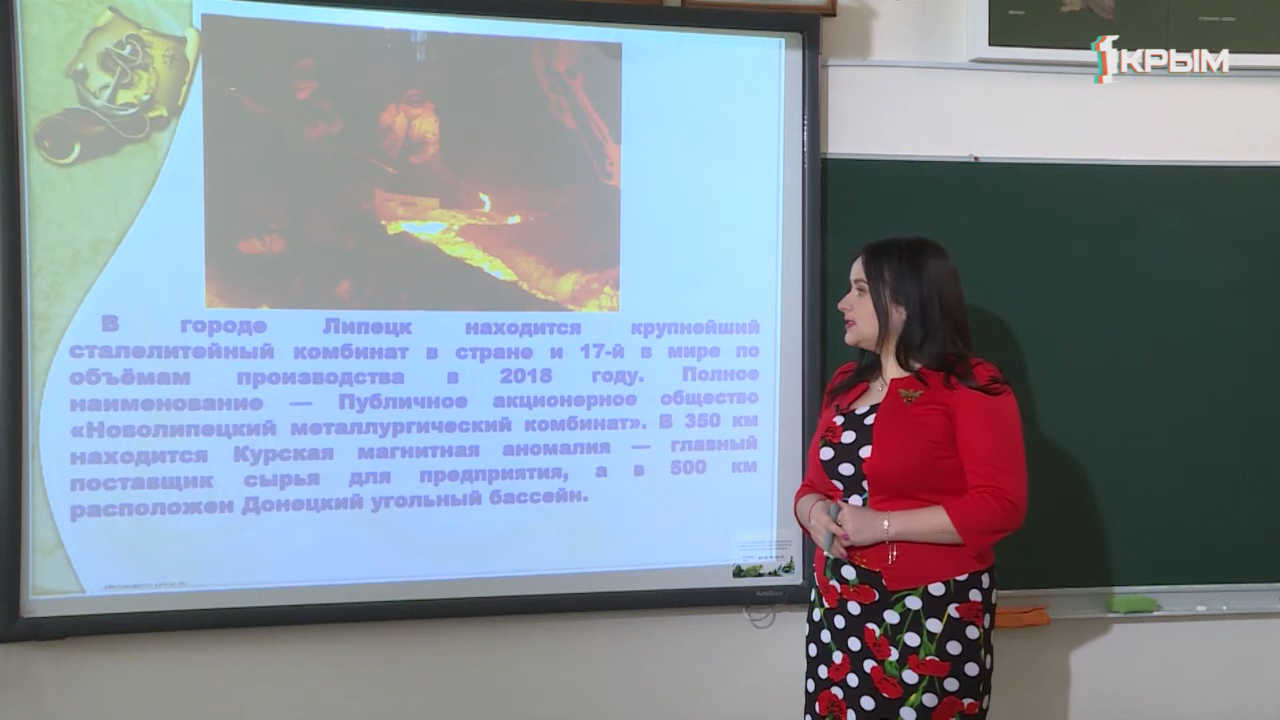 1КРЫМ
В городе Липецк находится крупнейший
сталелитейный комбинат в стране и 17-й в мире по
объёмам производства в 2018 году. Полное
наименование — Публичное акционерное общество
«Новолипецкий металлургический комбинат». В 350 км
находится Курская магнитная аномалия — главный
поставщик сырья для предприятия, а в 500 км
расположен Донецкий угольный бассейн.